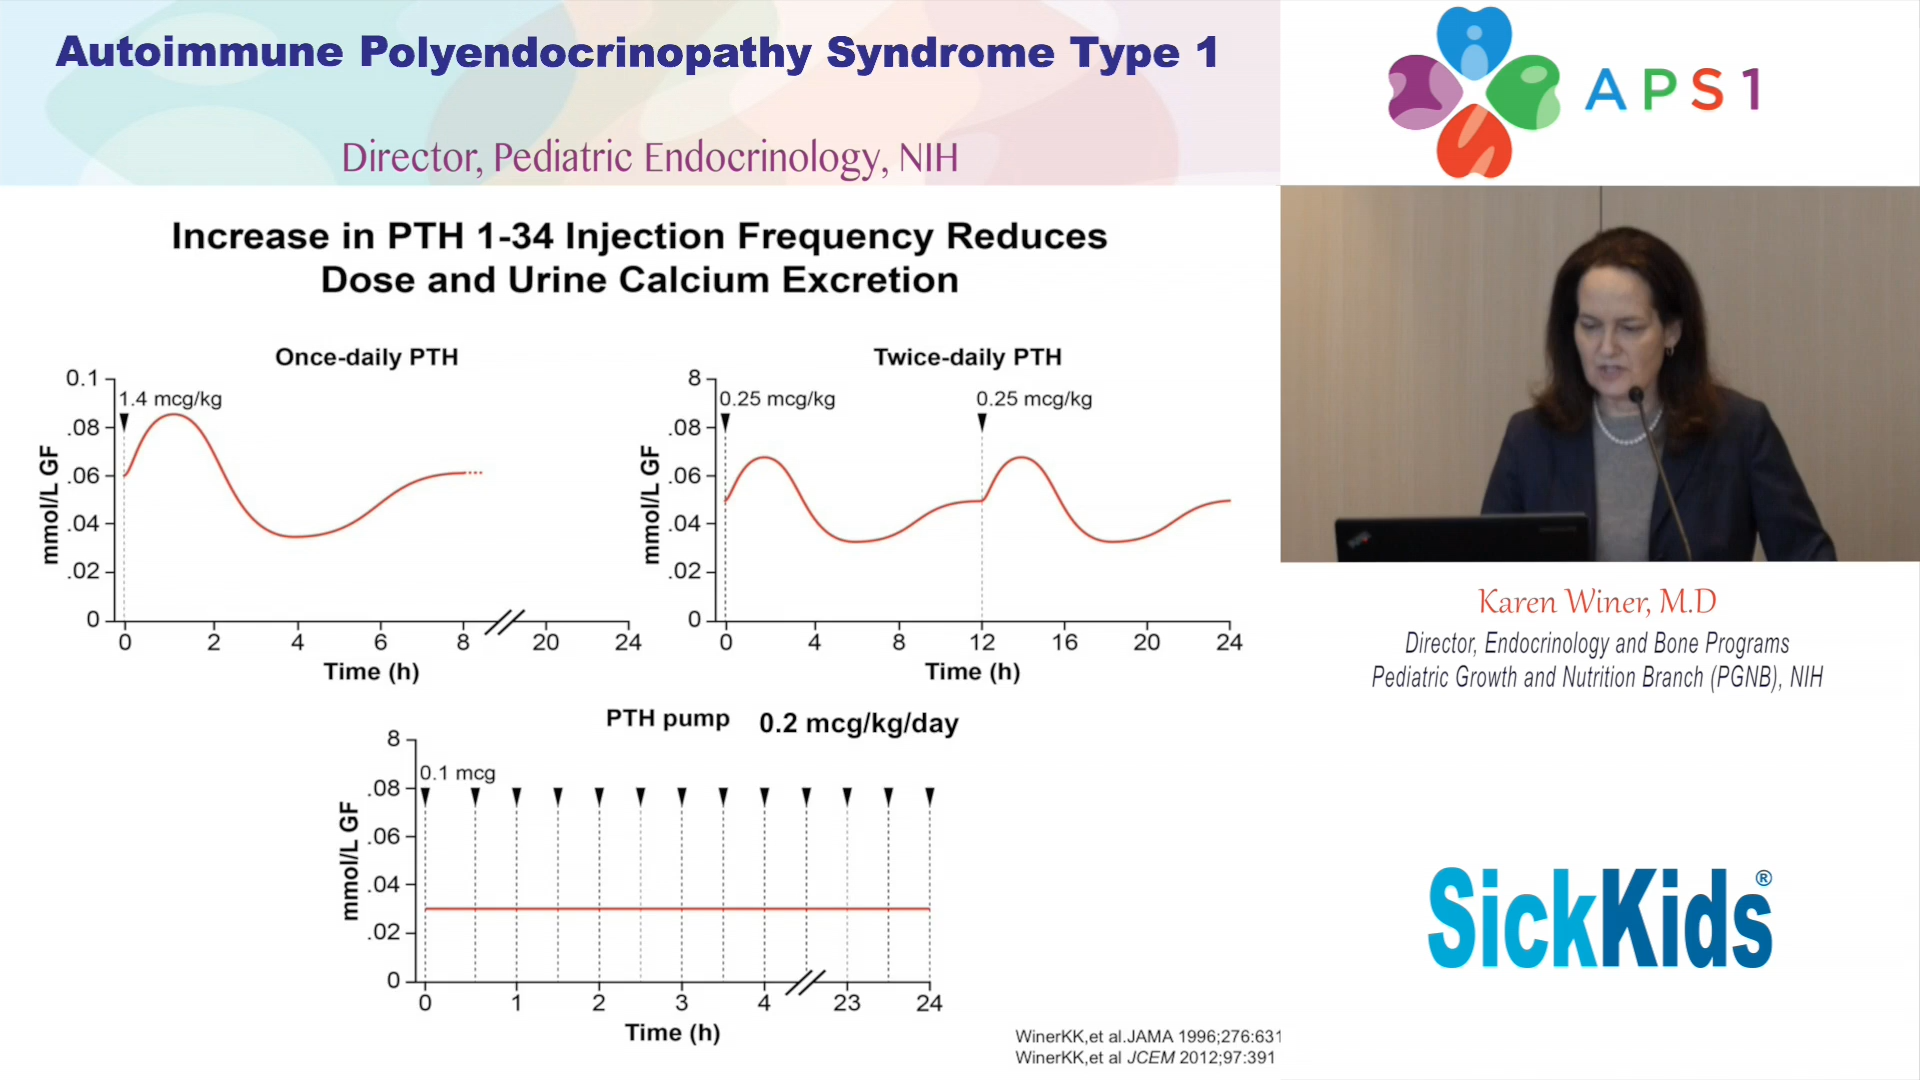 Autoimmune Polyendocrinopathy Syndrome Type 1
Director, Pediatric Endocrinology, NIH
APS1
Increase in PTH 1-34 Injection Frequency Reduces
Dose and Urine Calcium Excretion
Once-daily PTH
0.1
.08
.06
.04
.02
0
mmol/L GF
1.4 mcg/kg
0 2 4 6 8 20 24
Time (h)
Twice-daily PTH
8
.08
.06
.04
.02
0
mmol/L GF
0.25 mcg/kg 0.25 mcg/kg
0 4 8 12 16 20 24
Time (h)
PTH pump 0.2 mcg/kg/day
8
.08
.06
.04
.02
0
mmol/L GF
0.1 mcg
0 1 2 3 4 23 24
Time (h)
WinerKK,et al.JAMA 1996;276:631
WinerKK,et al JCEM 2012;97:391
Karen Winer, M.D
Director, Endocrinology and Bone Programs
Pediatric Growth and Nutrition Branch (PGNB), NIH
SickKids®